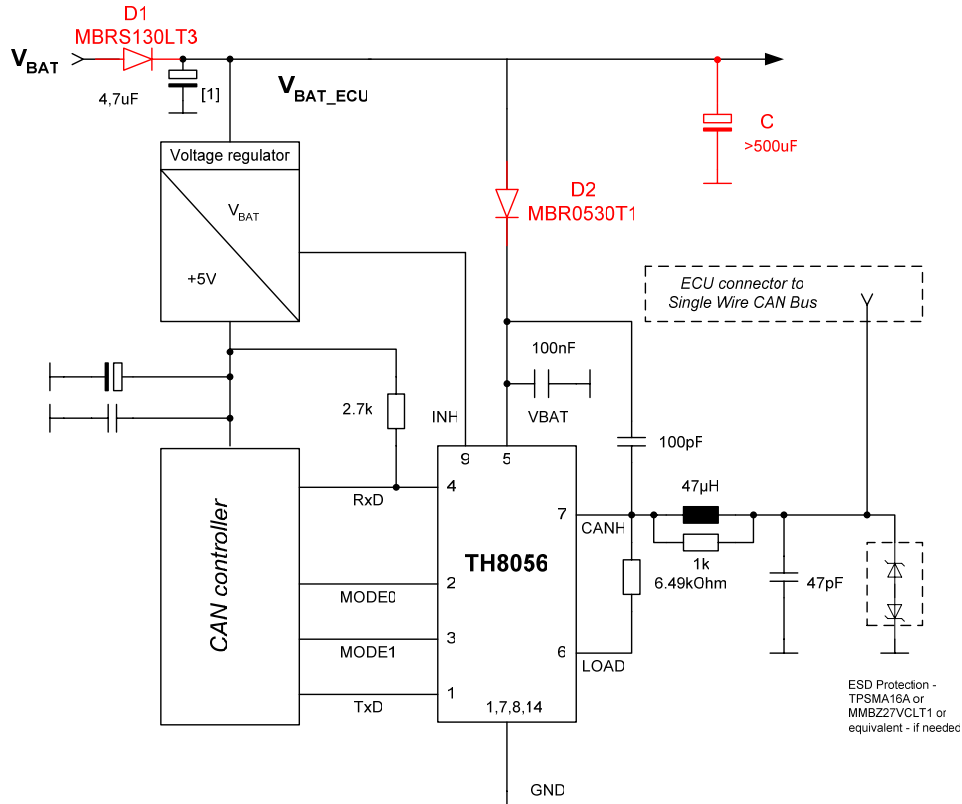 D1
MBRS130LT3
VBAT
4,7uF
[1]
VBAT_ECU
C
>500uF
Voltage regulator
VBAT
+5V
D2
MBR0530T1
ECU connector to
Single Wire CAN Bus
100nF
2.7k
INH
VBAT
100pF
9
5
47µH
RxD
4
7
CANH
1k
6.49kOhm
47pF
CAN controller
TH8056
MODE0
2
MODE1
3
6
LOAD
TxD
1
1,7,8,14
ESD Protection -
TPSMA16A or
MMBZ27VCLT1 or
equivalent - if needed
GND